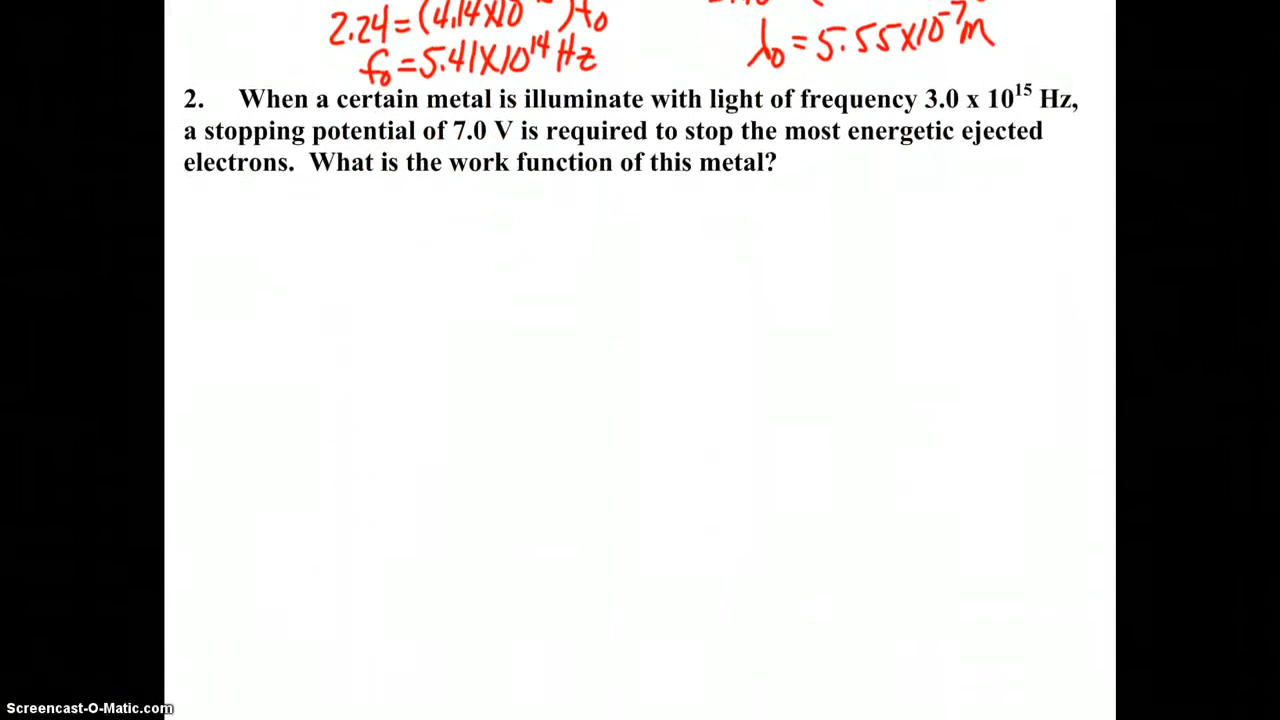 2.24 = (4.14x10 )f₀
f₀ = 5.41x10¹⁴ Hz
λ₀ = 5.55x10⁻⁷m
2. When a certain metal is illuminate with light of frequency 3.0 x 10¹⁵ Hz,
a stopping potential of 7.0 V is required to stop the most energetic ejected
electrons. What is the work function of this metal?
Screencast-O-Matic.com